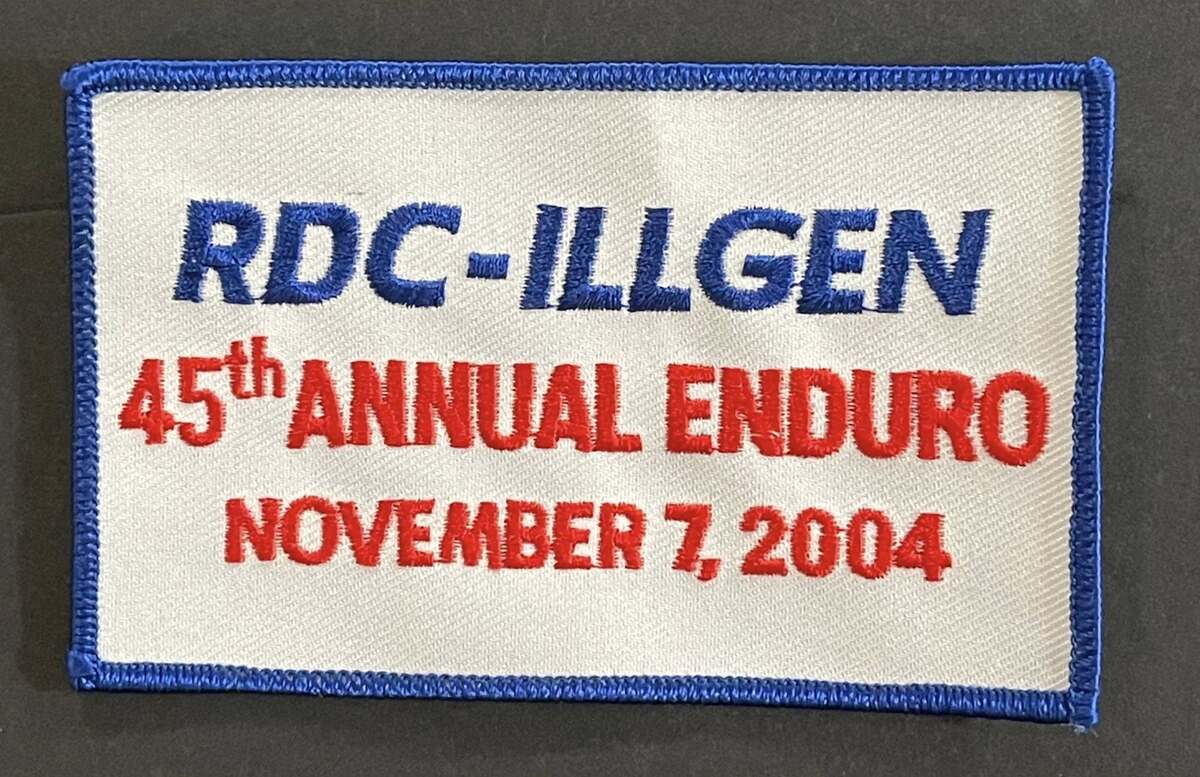 RDC-ILLGEN
45th ANNUAL ENDURO
NOVEMBER 7, 2004